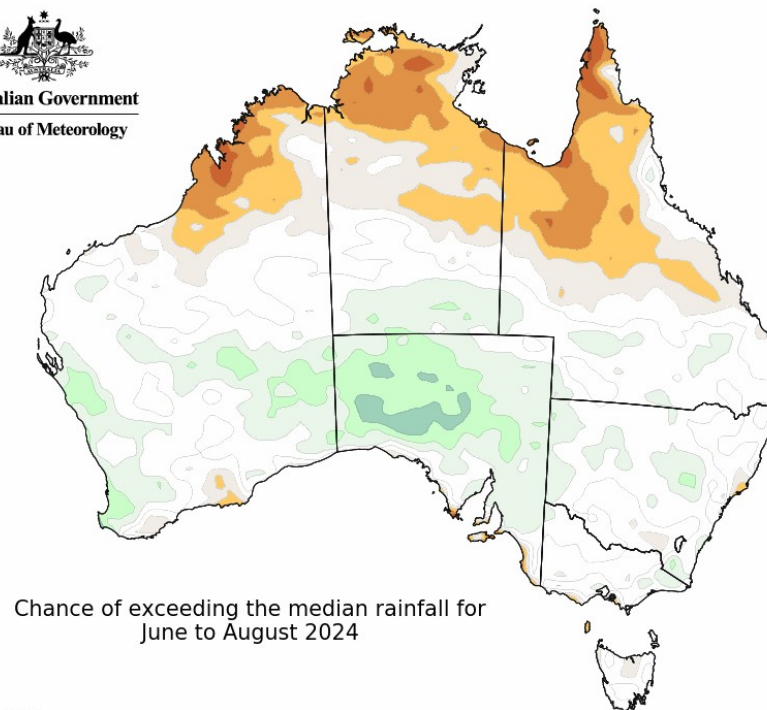 alian Government
au of Meteorology
Chance of exceeding the median rainfall for
June to August 2024